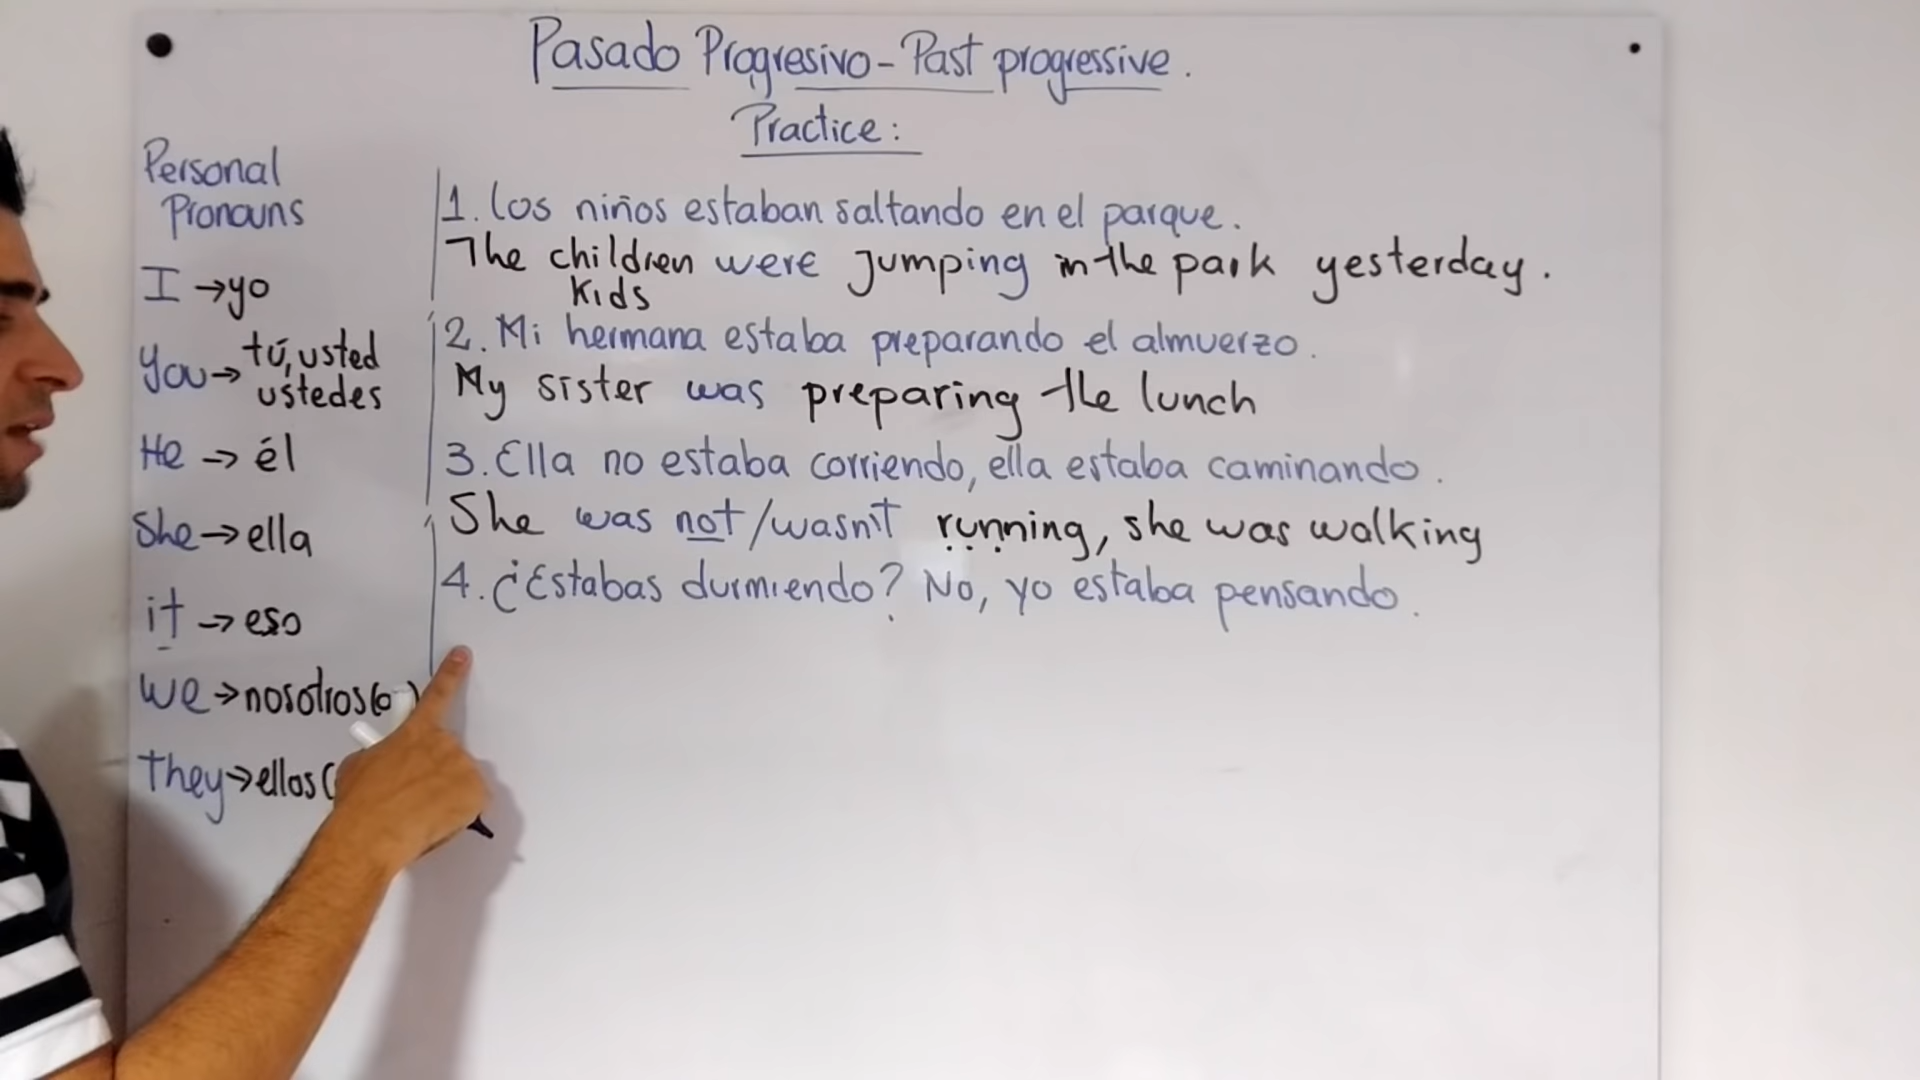 Pasado Progresivo - Past progressive.
Practice:
Personal
Pronouns
I → yo
You → tú, usted
ustedes
He → él
She → ella
it → eso
We → nosotros(
They → ellos(
1. Los niños estaban saltando en el parque.
The children were jumping in the park yesterday.
Kids
2. Mi hermana estaba preparando el almuerzo.
My sister was preparing the lunch
3. Ella no estaba corriendo, ella estaba caminando.
She was not/wasn't running, she was walking
4. ¿Estabas durmiendo? No, yo estaba pensando.